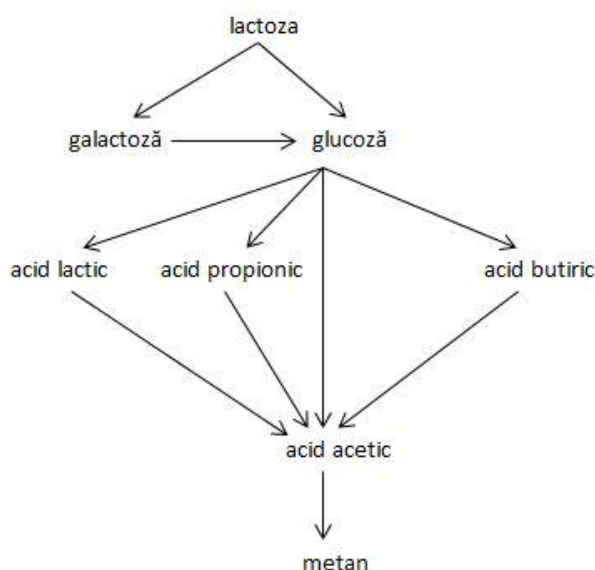 lactoza
galactoză glucoză
acid lactic acid propionic acid butiric
acid acetic
metan